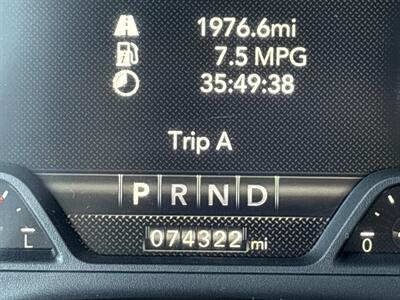 1976.6mi
7.5 MPG
35:49:38
Trip A
P R N D
L 074322 mi 0